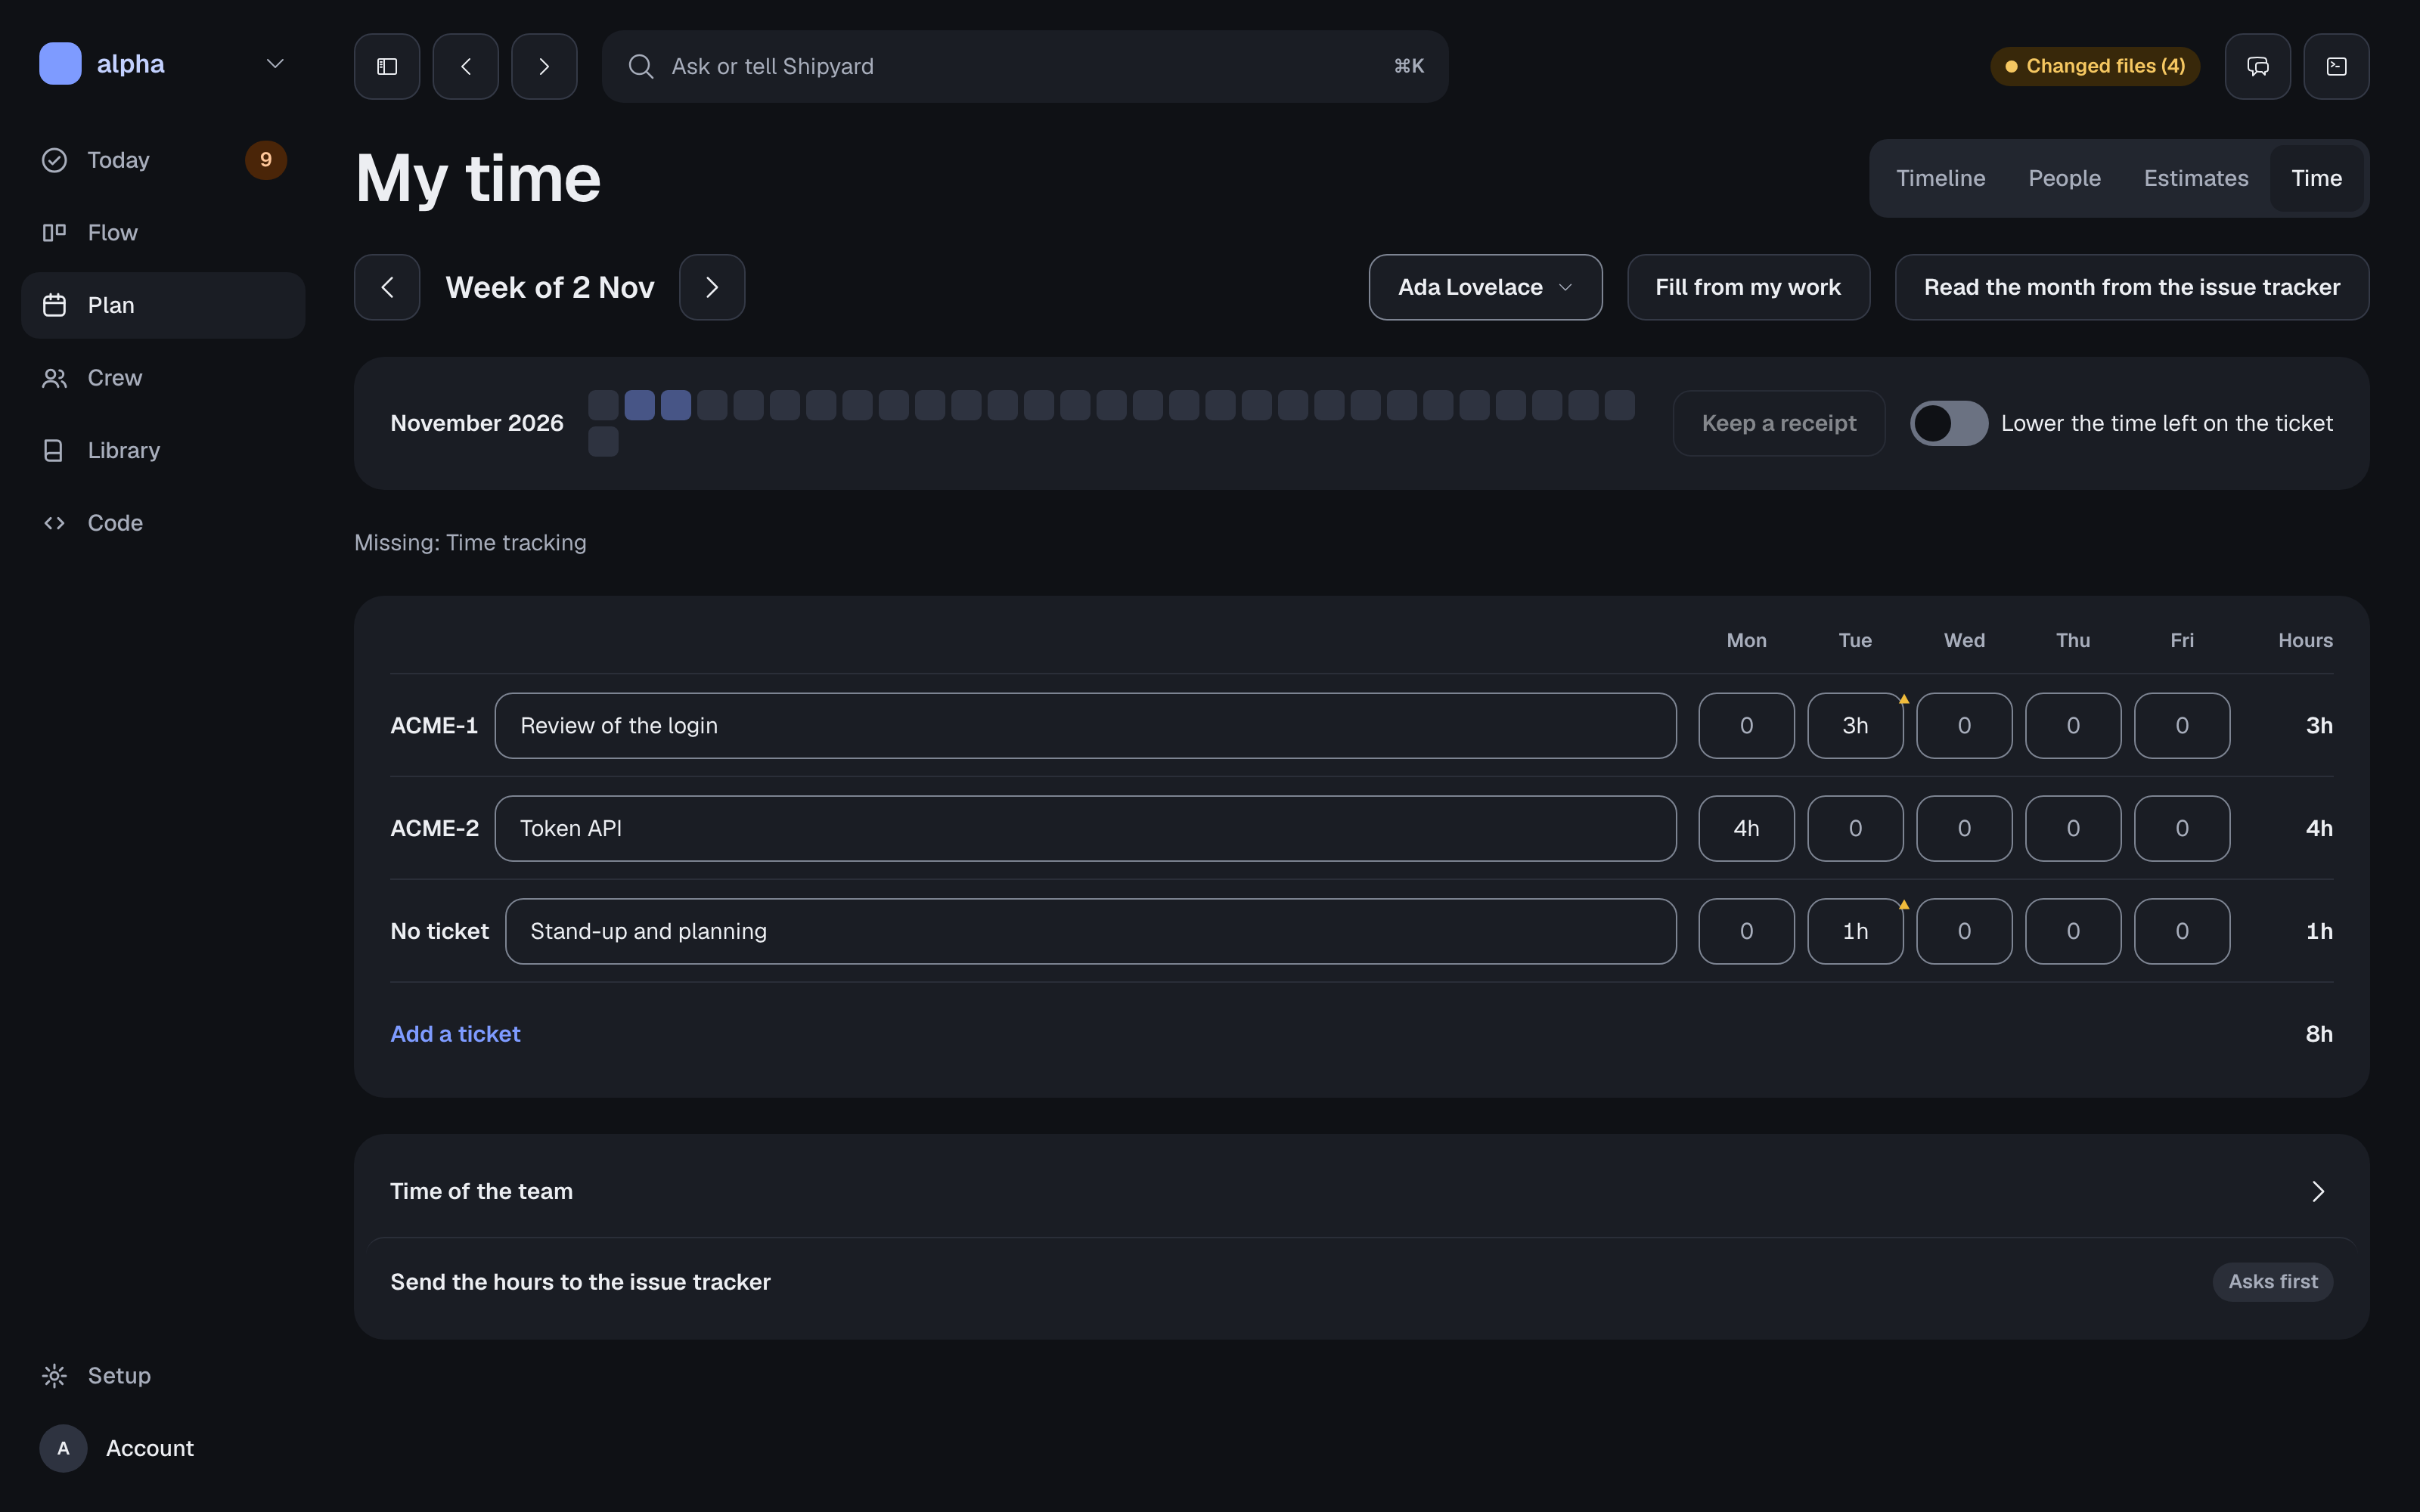 alpha
Ask or tell Shipyard
⌘K
Changed files (4)
Today
9
Flow
Plan
Crew
Library
Code
Setup
A
Account
My time
Timeline
People
Estimates
Time
Week of 2 Nov
Ada Lovelace
Fill from my work
Read the month from the issue tracker
November 2026
Keep a receipt
Lower the time left on the ticket
Missing: Time tracking
Mon Tue Wed Thu Fri Hours
ACME-1 Review of the login 0 3h 0 0 0 3h
ACME-2 Token API 4h 0 0 0 0 4h
No ticket Stand-up and planning 0 1h 0 0 0 1h
Add a ticket 8h
Time of the team
Send the hours to the issue tracker
Asks first